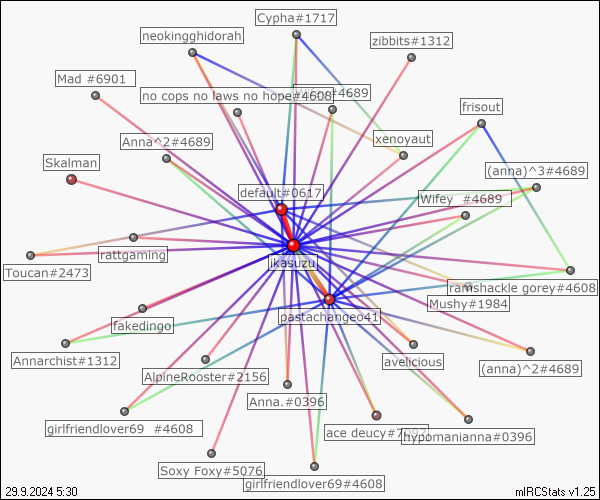 Cypha#1717
neokingghidorah
zibbits#1312
Mad #6901
#4689
no cops no laws no hope#4608
frisout
Anna^2#4689
xenoyaut
Skalman
(anna)^3#4689
default#0617
Wifey #4689
rattgaming
jkasuzu
Toucan#2473
ramshackle gorey#4608
Mushy#1984
fakedingo
pastachangeo41
Annarchist#1312
avelicious
(anna)^2#4689
AlpineRooster#2156
Anna.#0396
girlfriendlover69 #4608
ace deucy#
hypomanianna#0396
Soxy Foxy#5076
girlfriendlover69#4608
29.9.2024 5:30
mIRCStats v1.25